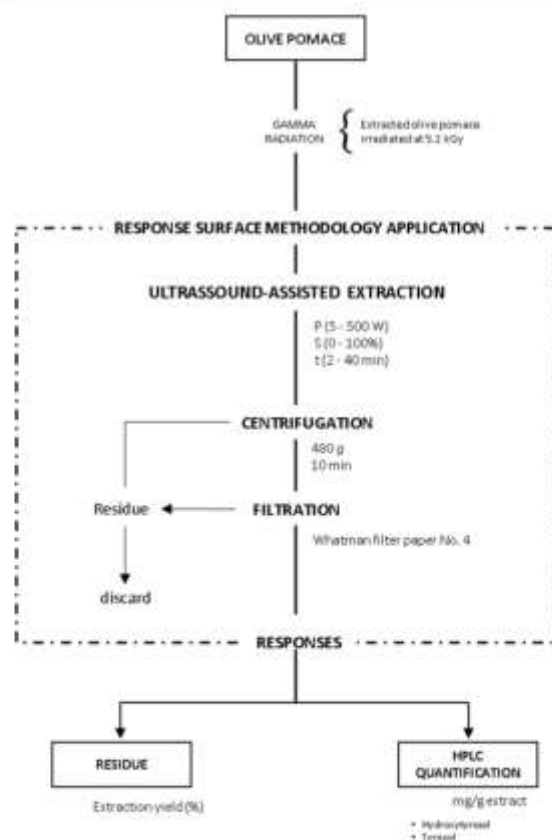 OLIVE POMACE
GAMMA
RADIATION
{ Extracted olive pomace
irradiated at 5.1 kGy
RESPONSE SURFACE METHODOLOGY APPLICATION
ULTRASSOUND-ASSISTED EXTRACTION
P (5 - 500 W)
S (0 - 100%)
t (2 - 40 min)
CENTRIFUGATION
480 g
10 min
Residue
FILTRATION
Whatman filter paper No. 4
discard
RESPONSES
RESIDUE
Extraction yield (%)
HPLC
QUANTIFICATION
mg/g extract
• Hydroxytyrosol
• Tyrosol